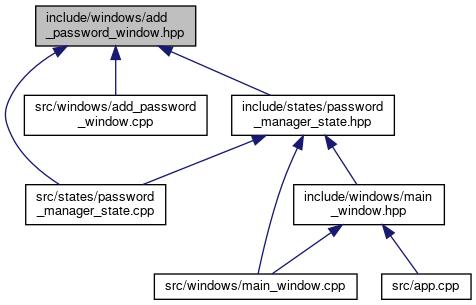 include/windows/add
_password_window.hpp
src/windows/add_password
_window.cpp
include/states/password
_manager_state.hpp
src/states/password
_manager_state.cpp
include/windows/main
_window.hpp
src/windows/main_window.cpp
src/app.cpp